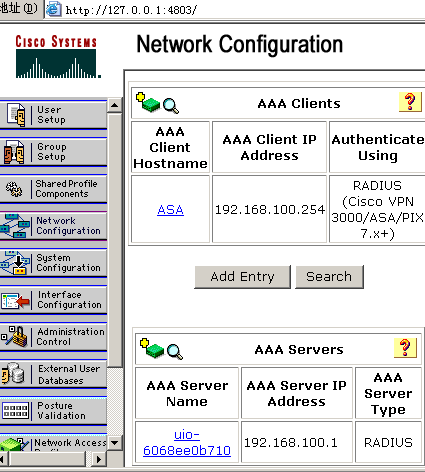 地址(D) http://127.0.0.1:4803/
CISCO SYSTEMS
Network Configuration
User
Setup
Group
Setup
Shared Profile
Components
Network
Configuration
System
Configuration
Interface
Configuration
Administration
Control
External User
Databases
Posture
Validation
Network Access
AAA Clients
?
AAA
Client
Hostname
AAA Client IP
Address
Authenticate
Using
ASA
192.168.100.254
RADIUS
(Cisco VPN
3000/ASA/PIX
7.x+)
Add Entry
Search
AAA Servers
?
AAA Server
Name
AAA Server IP
Address
AAA
Server
Type
uio-
6068ee0b710
192.168.100.1
RADIUS